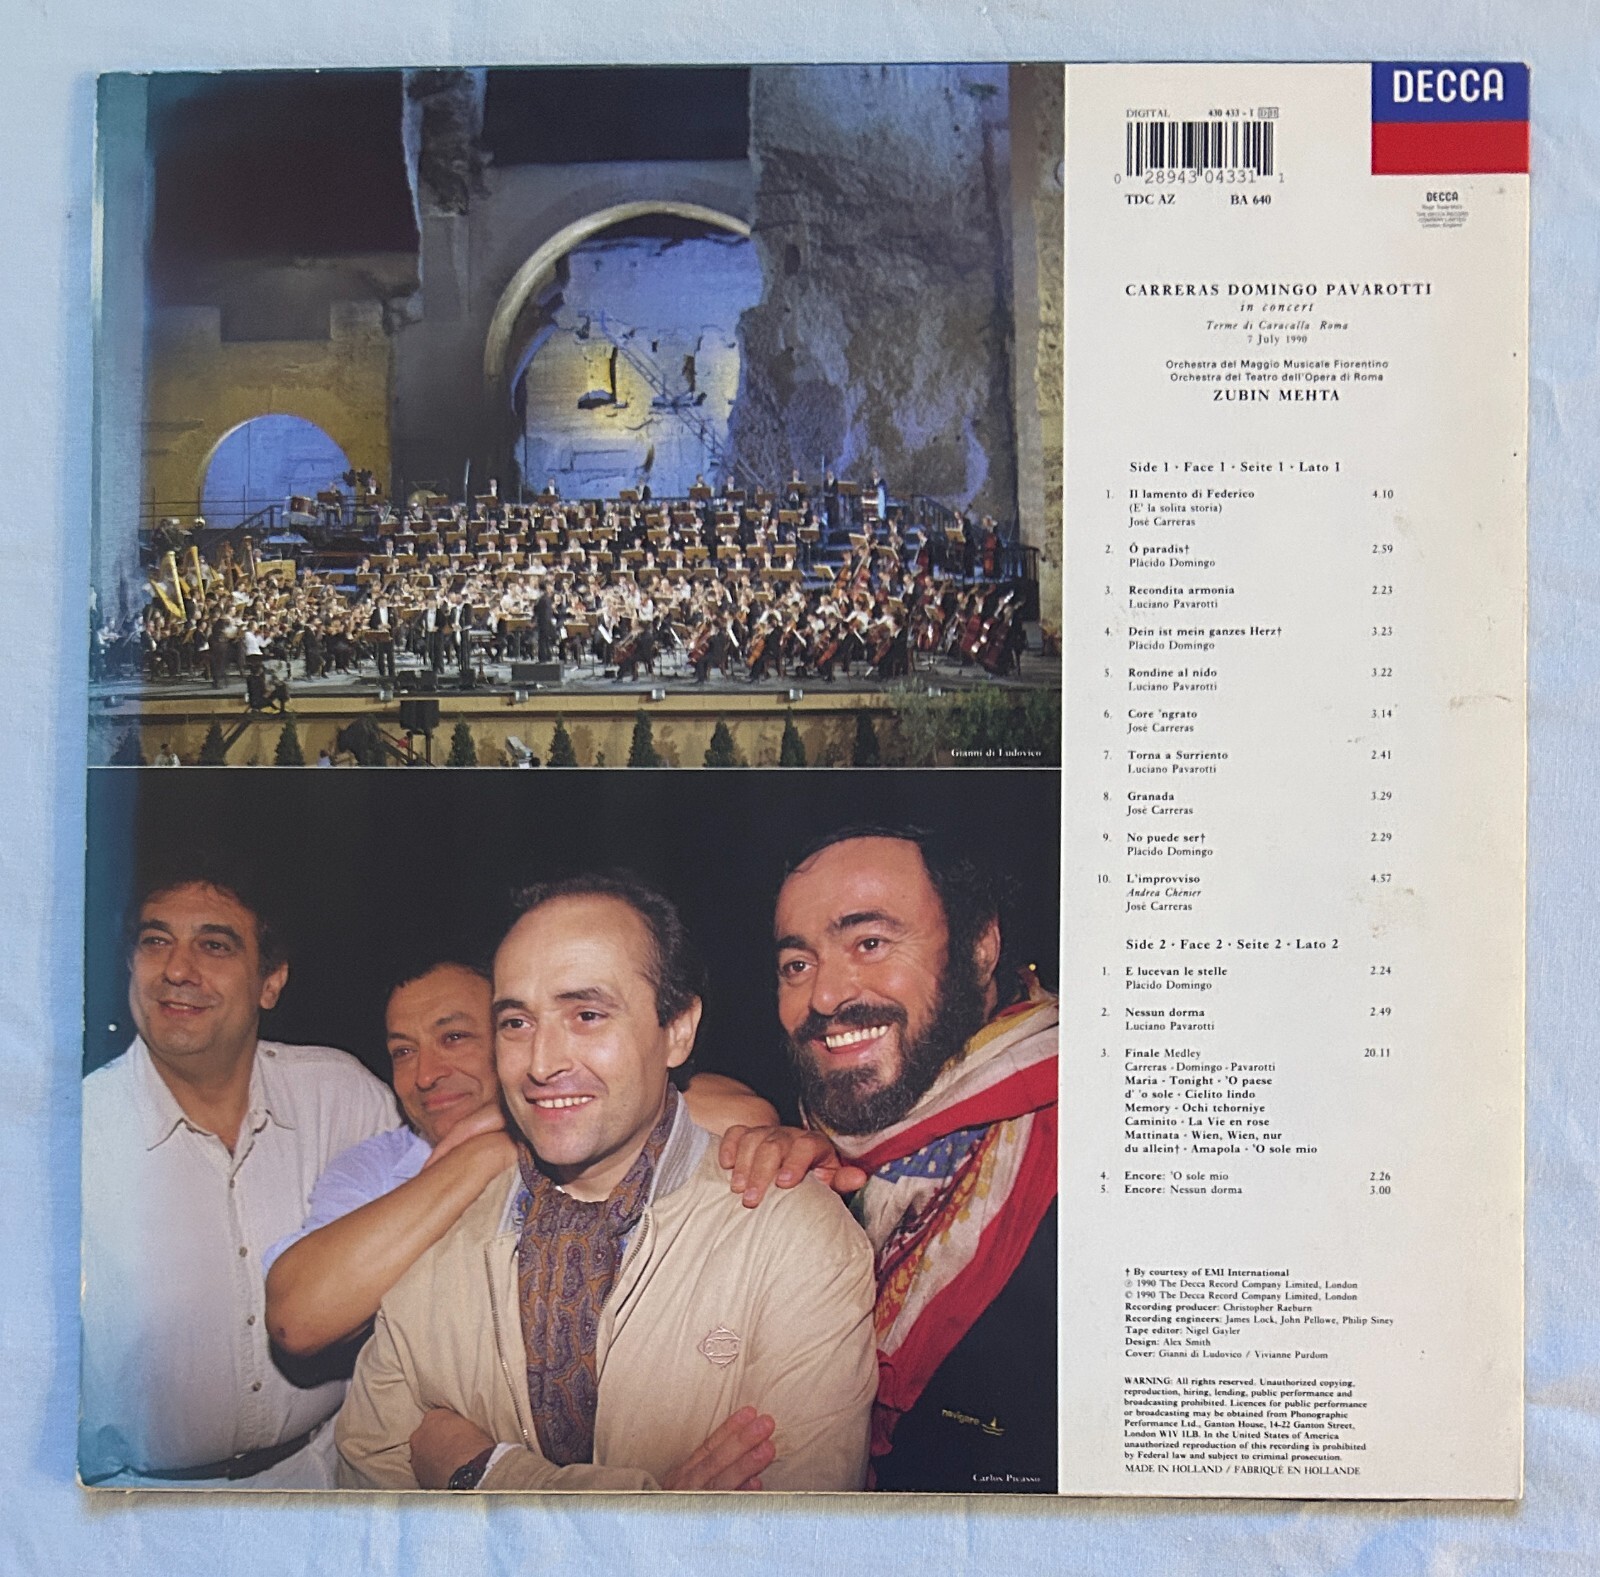 DECCA
DIGITAL 430 433 - 1 DDD
0 28943 04331 1
TDC AZ BA 640
DECCA
CARRERAS DOMINGO PAVAROTTI
in concert
Terme di Caracalla, Roma
7 July 1990
Orchestra del Maggio Musicale Fiorentino
Orchestra del Teatro dell'Opera di Roma
ZUBIN MEHTA
Side 1 · Face 1 · Seite 1 · Lato 1
1. Il lamento di Federico 4.10
(E' la solita storia)
José Carreras
2. Ô paradis† 2.59
Plácido Domingo
3. Recondita armonia 2.23
Luciano Pavarotti
4. Dein ist mein ganzes Herz† 3.23
Plácido Domingo
5. Rondine al nido 3.22
Luciano Pavarotti
6. Core 'ngrato 3.14
José Carreras
7. Torna a Surriento 2.41
Luciano Pavarotti
8. Granada 3.29
José Carreras
9. No puede ser† 2.29
Plácido Domingo
10. L'improvviso 4.57
Andrea Chénier
José Carreras
Side 2 · Face 2 · Seite 2 · Lato 2
1. E lucevan le stelle 2.24
Plácido Domingo
2. Nessun dorma 2.49
Luciano Pavarotti
3. Finale Medley 20.11
Carreras · Domingo · Pavarotti
Maria · Tonight · 'O paese
d' 'o sole · Cielito lindo
Memory · Ochi tchorniye
Caminito · La Vie en rose
Mattinata · Wien, Wien, nur
du allein† · Amapola · 'O sole mio
4. Encore: 'O sole mio 2.26
5. Encore: Nessun dorma 3.00
† By courtesy of EMI International
℗ 1990 The Decca Record Company Limited, London
© 1990 The Decca Record Company Limited, London
Recording producer: Christopher Raeburn
Recording engineers: James Lock, John Pellowe, Philip Siney
Tape editor: Nigel Gayler
Design: Alex Smith
Cover: Gianni di Ludovico / Vivianne Purdom
WARNING: All rights reserved. Unauthorized copying,
reproduction, hiring, lending, public performance and
broadcasting prohibited. Licences for public performance
or broadcasting may be obtained from Phonographic
Performance Ltd., Ganton House, 14-22 Ganton Street,
London W1V 1LB. In the United States of America
unauthorized reproduction of this recording is prohibited
by Federal law and subject to criminal prosecution.
MADE IN HOLLAND / FABRIQUÉ EN HOLLANDE
Gianni di Ludovico
navigare
Carlos Picasso